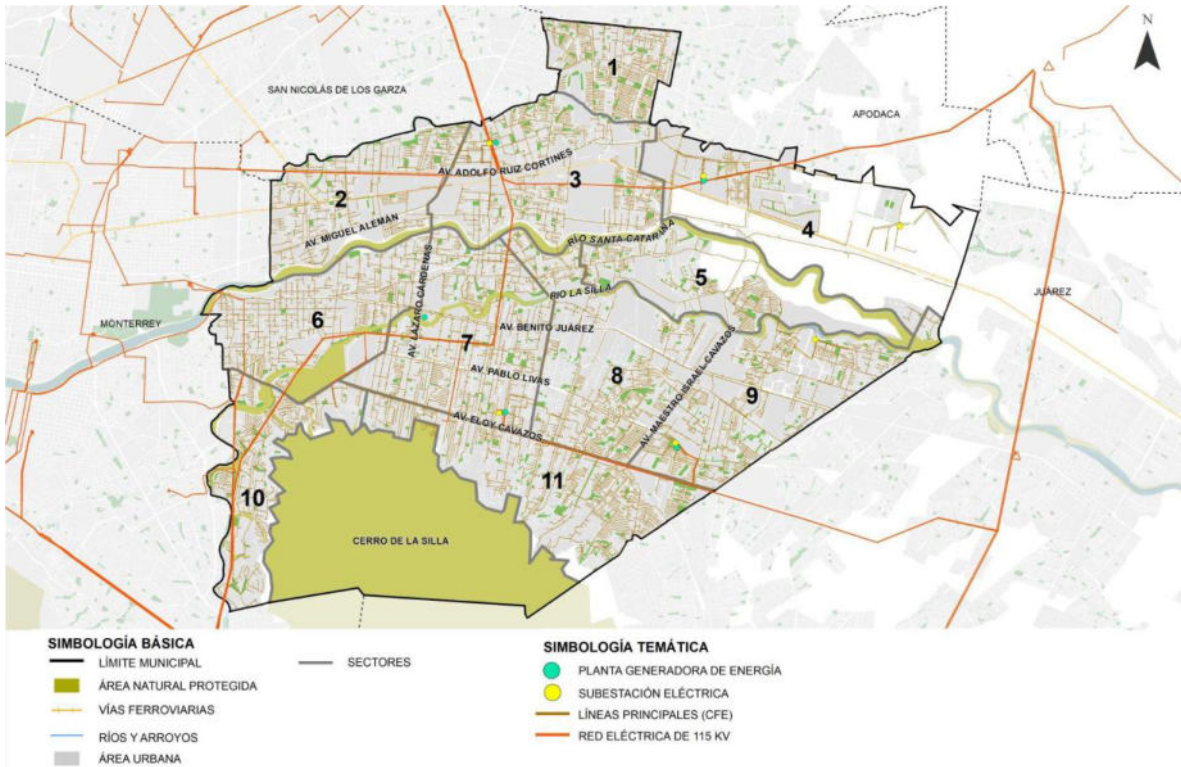 N
1
SAN NICOLÁS DE LOS GARZA
APODACA
AV. ADOLFO RUIZ CORTINES
3
2
4
AV. MIGUEL ALEMÁN
RÍO SANTA CATARINA
5
AV. LÁZARO CÁRDENAS
RIO LA SILLA
JUÁREZ
MONTERREY
6
AV. BENITO JUÁREZ
7
AV. PABLO LIVAS
8
AV. MAESTRO ISRAEL CAVAZOS
9
AV. ELOY CAVAZOS
11
10
CERRO DE LA SILLA
SIMBOLOGÍA BÁSICA
LÍMITE MUNICIPAL
SECTORES
ÁREA NATURAL PROTEGIDA
VÍAS FERROVIARIAS
RÍOS Y ARROYOS
ÁREA URBANA
SIMBOLOGÍA TEMÁTICA
PLANTA GENERADORA DE ENERGÍA
SUBESTACIÓN ELÉCTRICA
LÍNEAS PRINCIPALES (CFE)
RED ELÉCTRICA DE 115 KV